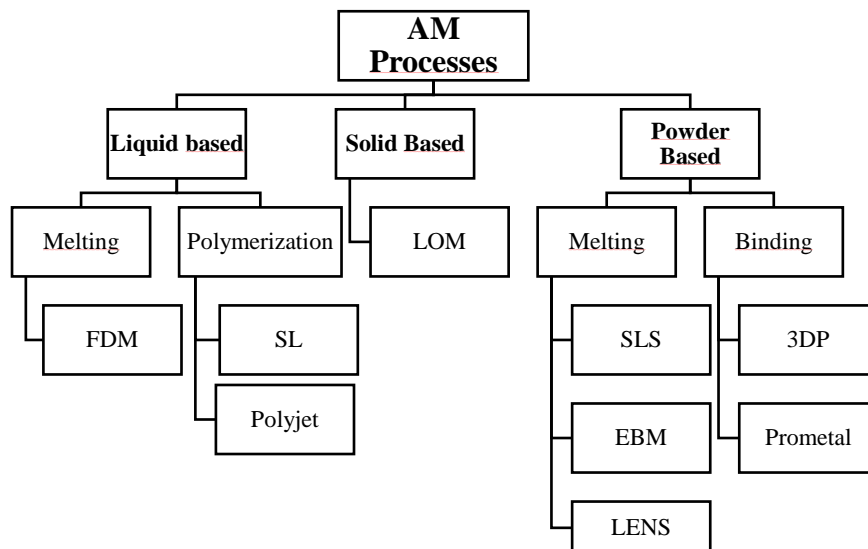 AM
Processes
Liquid based
Solid Based
Powder
Based
Melting
Polymerization
LOM
Melting
Binding
FDM
SL
SLS
3DP
Polyjet
EBM
Prometal
LENS